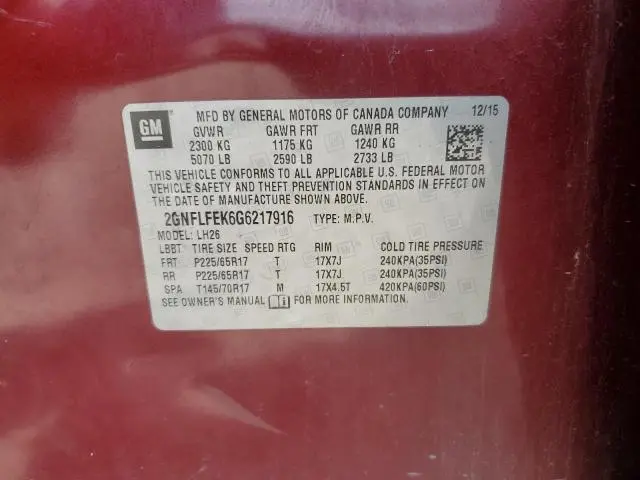 GM
MFD BY GENERAL MOTORS OF CANADA COMPANY 12/15
GVWR GAWR FRT GAWR RR
2300 KG 1175 KG 1240 KG
5070 LB 2590 LB 2733 LB
THIS VEHICLE CONFORMS TO ALL APPLICABLE U.S. FEDERAL MOTOR
VEHICLE SAFETY AND THEFT PREVENTION STANDARDS IN EFFECT ON
THE DATE OF MANUFACTURE SHOWN ABOVE.
2GNFLFEK6G6217916 TYPE: M.P.V.
MODEL: LH26
LBBT TIRE SIZE SPEED RTG RIM COLD TIRE PRESSURE
FRT P225/65R17 T 17X7J 240KPA(35PSI)
RR P225/65R17 T 17X7J 240KPA(35PSI)
SPA T145/70R17 M 17X4.5T 420KPA(60PSI)
SEE OWNER'S MANUAL FOR MORE INFORMATION.